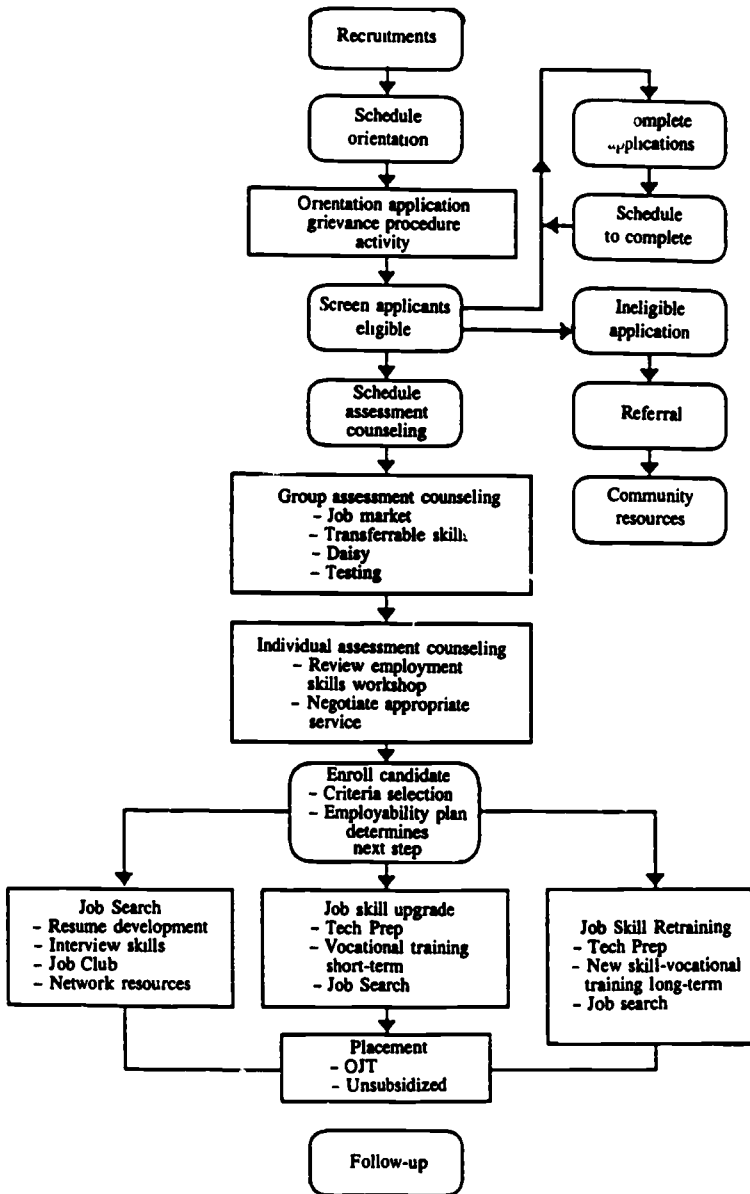 Recruitments
Schedule
orientation
Orientation application
grievance procedure
activity
Screen applicants
eligible
Schedule
assessment
counseling
omplete
plications
Schedule
to complete
Ineligible
application
Referral
Community
resources
Group assessment counseling
- Job market
- Transferrable skills
- Daisy
- Testing
Individual assessment counseling
- Review employment
skills workshop
- Negotiate appropriate
service
Enroll candidate
- Criteria selection
- Employability plan
determines
next step
Job Search
- Resume development
- Interview skills
- Job Club
- Network resources
Job skill upgrade
- Tech Prep
- Vocational training
short-term
- Job Search
Job Skill Retraining
- Tech Prep
- New skill-vocational
training long-term
- Job search
Placement
- OJT
- Unsubsidized
Follow-up